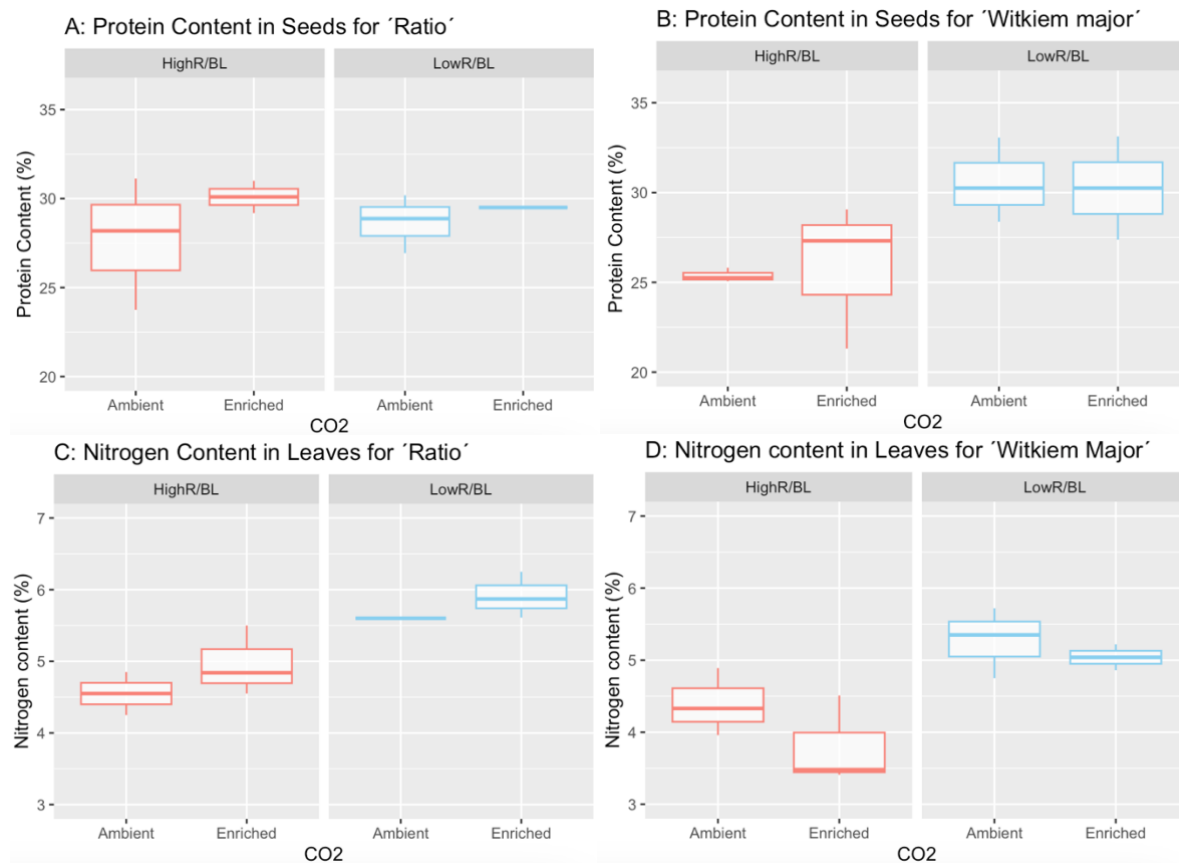 A: Protein Content in Seeds for ´Ratio´
HighR/BL
LowR/BL
Protein Content (%)
35
30
25
20
Ambient
Enriched
Ambient
Enriched
CO2
B: Protein Content in Seeds for ´Witkiem major´
HighR/BL
LowR/BL
Protein Content (%)
35
30
25
20
Ambient
Enriched
Ambient
Enriched
CO2
C: Nitrogen Content in Leaves for ´Ratio´
HighR/BL
LowR/BL
Nitrogen content (%)
7
6
5
4
3
Ambient
Enriched
Ambient
Enriched
CO2
D: Nitrogen content in Leaves for ´Witkiem Major´
HighR/BL
LowR/BL
Nitrogen content (%)
7
6
5
4
3
Ambient
Enriched
Ambient
Enriched
CO2